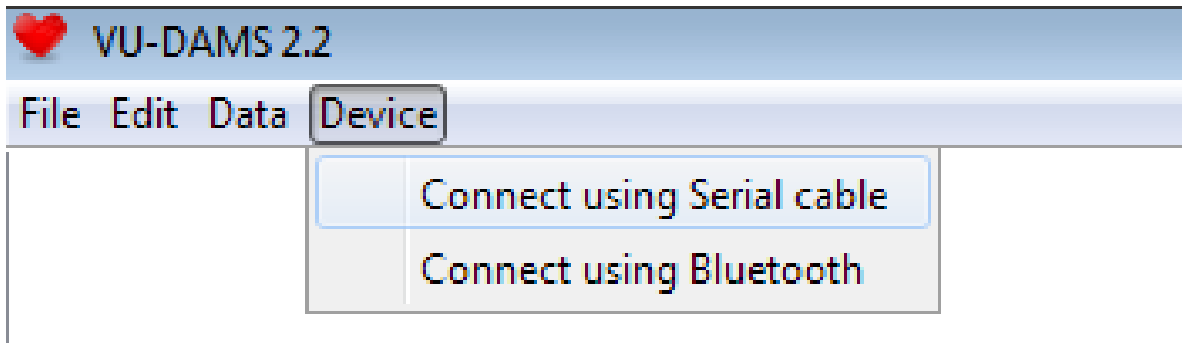 VU-DAMS 2.2
File Edit Data Device
Connect using Serial cable
Connect using Bluetooth